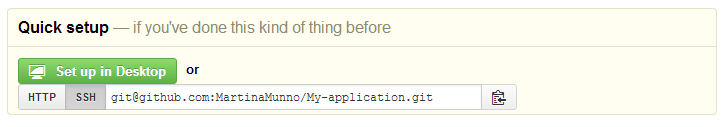 Quick setup — if you've done this kind of thing before
Set up in Desktop or
HTTP SSH git@github.com:MartinaMunno/My-application.git